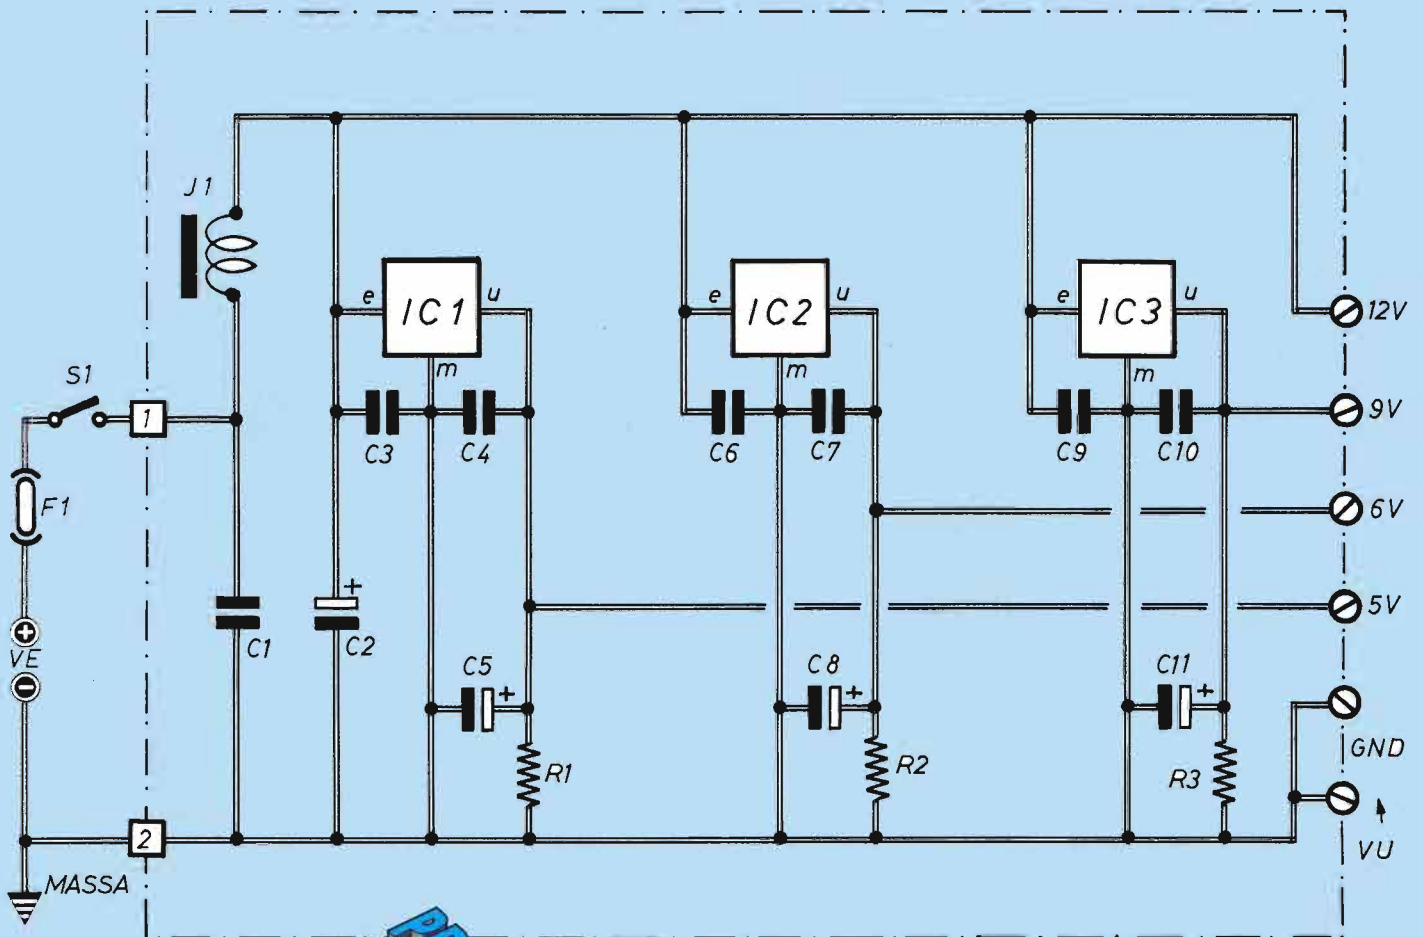 J1
e
IC1
u
m
e
IC2
u
m
e
IC3
u
m
12V
S1
1
C3
C4
C6
C7
C9
C10
9V
F1
6V
+
5V
+
VE
-
C1
C2
C5
+
C8
+
C11
+
GND
R1
R2
R3
2
VU
MASSA